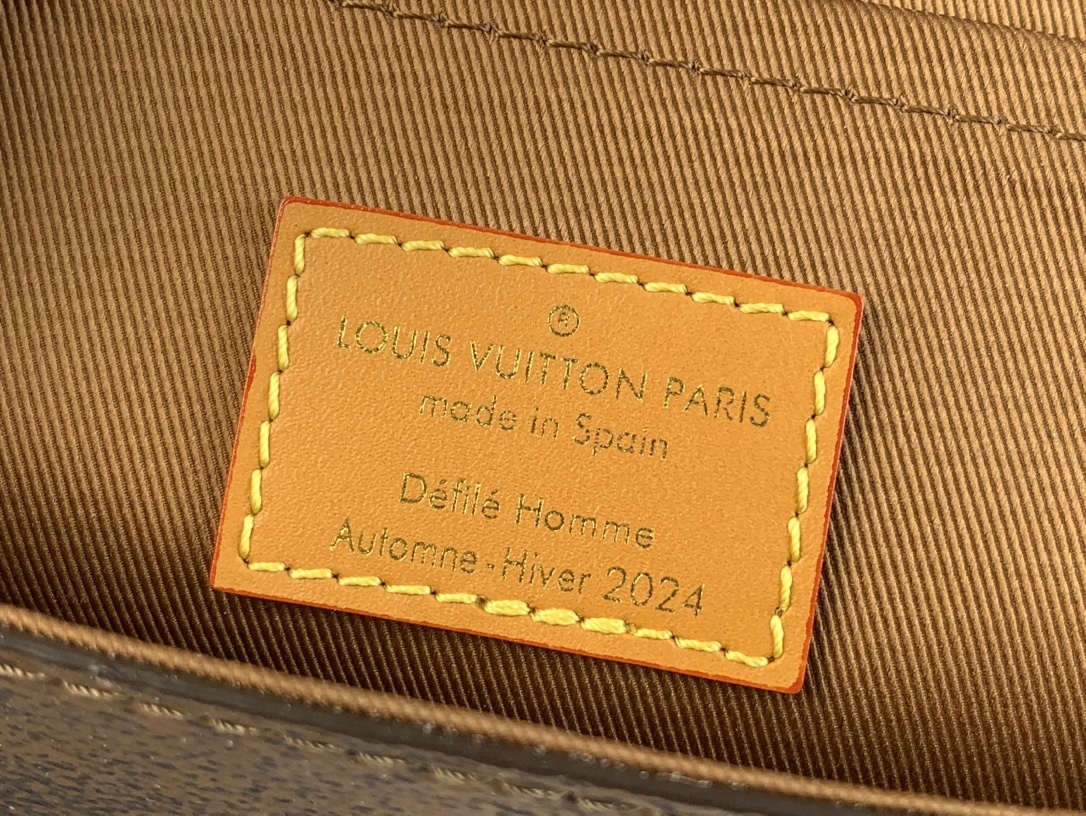 ®
LOUIS VUITTON PARIS
made in Spain
Défilé Homme
Automne-Hiver 2024